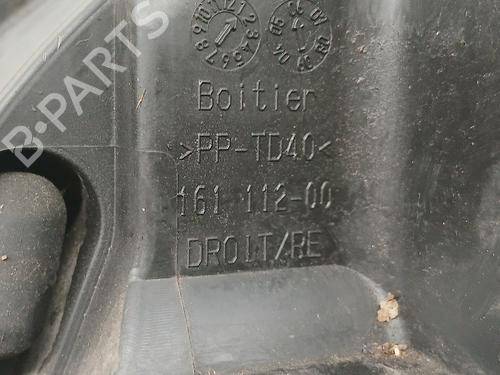 B-PARTS
Boitier
>PP-TD40<
161 112-00
DROIT/RE